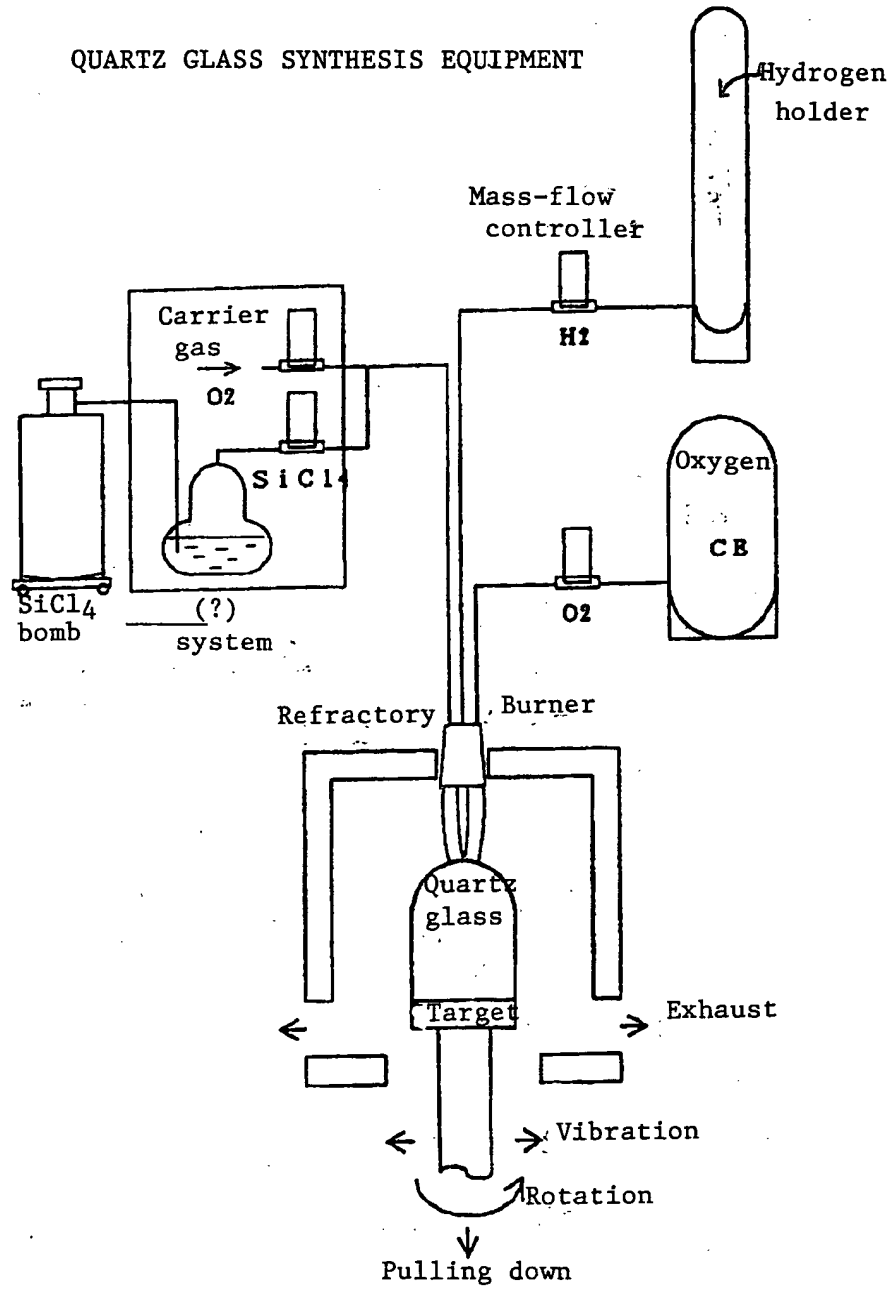 QUARTZ GLASS SYNTHESIS EQUIPMENT
Hydrogen
holder
Mass-flow
controller
H2
Carrier
gas
O2
SiCl4
Oxygen
CE
O2
SiCl4
bomb
(?)
system
Refractory
Burner
Quartz
glass
Target
Exhaust
Vibration
Rotation
Pulling down